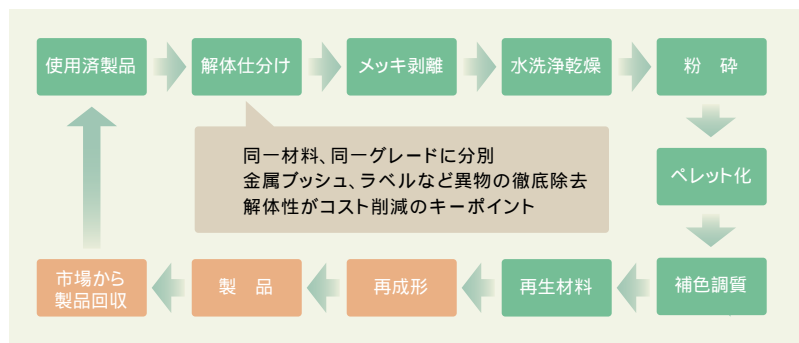 使用済製品
解体仕分け
メッキ剥離
水洗浄乾燥
粉　砕
同一材料、同一グレードに分別
金属ブッシュ、ラベルなど異物の徹底除去
解体性がコスト削減のキーポイント
ペレット化
補色調質
再生材料
再成形
製　品
市場から
製品回収